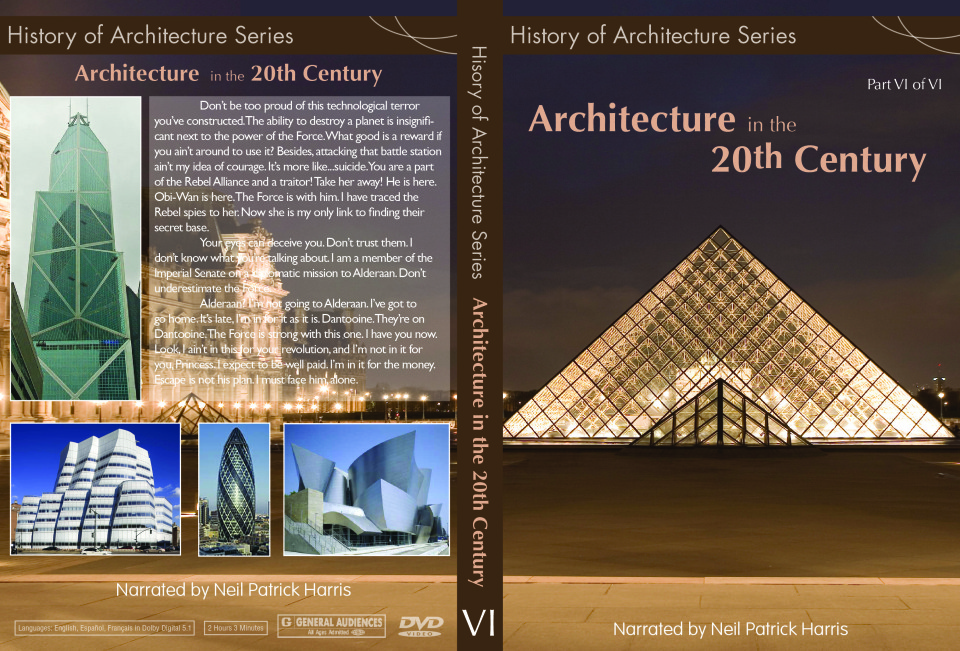 History of Architecture Series
Architecture in the 20th Century
Don't be too proud of this technological terror
you've constructed.The ability to destroy a planet is insignifi-
cant next to the power of the Force.What good is a reward if
you ain't around to use it? Besides, attacking that battle station
ain't my idea of courage. It's more like...suicide.You are a part
of the Rebel Alliance and a traitor! Take her away! He is here.
Obi-Wan is here.The Force is with him. I have traced the
Rebel spies to her. Now she is my only link to finding their
secret base.
Your eyes can deceive you. Don't trust them. I
don't know what you're talking about. I am a member of the
Imperial Senate on a diplomatic mission to Alderaan. Don't
underestimate the Force.
Alderaan? I'm not going to Alderaan. I've got to
go home. It's late, I'm in for it as it is. Dantooine.They're on
Dantooine.The Force is strong with this one. I have you now.
Look, I ain't in this for your revolution, and I'm not in it for
you, Princess. I expect to be well paid. I'm in it for the money.
Escape is not his plan. I must face him, alone.
Narrated by Neil Patrick Harris
Languages: English, Español, Français in Dolby Digital 5.1
2 Hours 3 Minutes
G GENERAL AUDIENCES
All Ages Admitted
DVD
VIDEO
Hisory of Architecture Series Architecture in the 20th Century
VI
History of Architecture Series
Part VI of VI
Architecture in the
20th Century
Narrated by Neil Patrick Harris